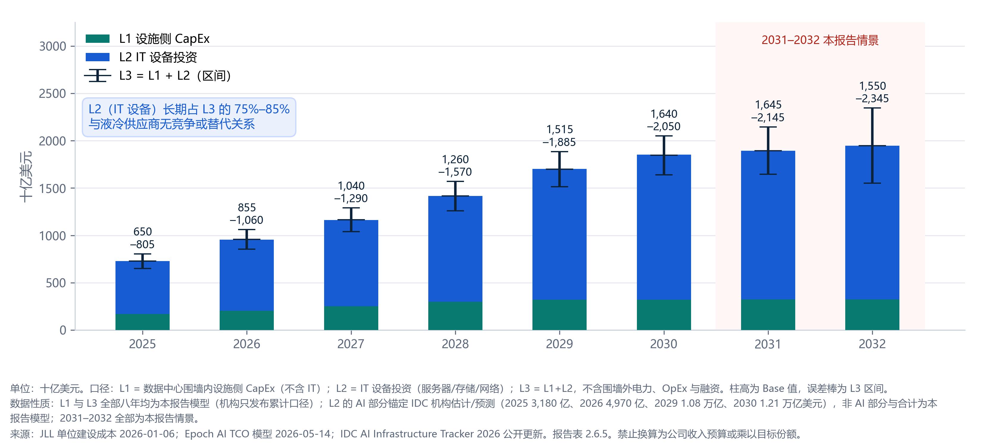 L1 设施侧 CapEx
L2 IT 设备投资
L3 = L1 + L2（区间）
L2（IT 设备）长期占 L3 的 75%–85%
与液冷供应商无竞争或替代关系
2031–2032 本报告情景
十亿美元
3000
2500
2000
1500
1000
500
0
650
–805
855
–1,060
1,040
–1,290
1,260
–1,570
1,515
–1,885
1,640
–2,050
1,645
–2,145
1,550
–2,345
2025
2026
2027
2028
2029
2030
2031
2032
单位：十亿美元。口径：L1 = 数据中心围墙内设施侧 CapEx（不含 IT）；L2 = IT 设备投资（服务器/存储/网络）；L3 = L1+L2，不含围墙外电力、OpEx 与融资。柱高为 Base 值，误差棒为 L3 区间。
数据性质：L1 与 L3 全部八年均为本报告模型（机构只发布累计口径）；L2 的 AI 部分锚定 IDC 机构估计/预测（2025 3,180 亿、2026 4,970 亿、2029 1.08 万亿、2030 1.21 万亿美元），非 AI 部分与合计为本
报告模型；2031–2032 全部为本报告情景。
来源：JLL 单位建设成本 2026-01-06；Epoch AI TCO 模型 2026-05-14；IDC AI Infrastructure Tracker 2026 公开更新。报告表 2.6.5。禁止换算为公司收入预算或乘以目标份额。